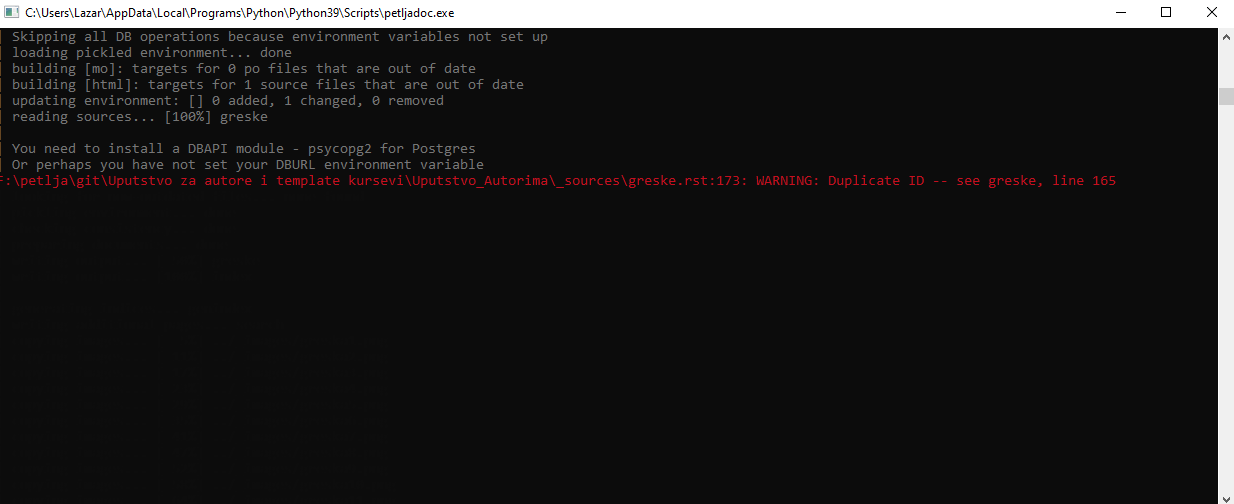 C:\Users\Lazar\AppData\Local\Programs\Python\Python39\Scripts\petljadoc.exe
| Skipping all DB operations because environment variables not set up
| loading pickled environment... done
| building [mo]: targets for 0 po files that are out of date
| building [html]: targets for 1 source files that are out of date
| updating environment: [] 0 added, 1 changed, 0 removed
| reading sources... [100%] greske
|
| You need to install a DBAPI module - psycopg2 for Postgres
| Or perhaps you have not set your DBURL environment variable
F:\petlja\git\Uputstvo za autore i template kursevi\Uputstvo_Autorima\_sources\greske.rst:173: WARNING: Duplicate ID -- see greske, line 165